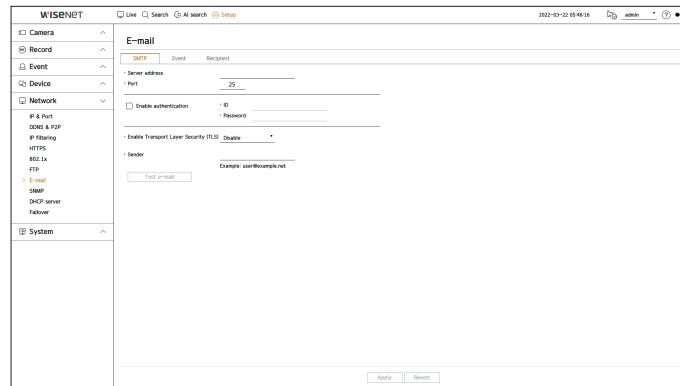 WISENET
Live Search AI search Setup
2022-03-22 05:46:16 admin
Camera
Record
Event
Device
Network
IP & Port
DDNS & P2P
IP filtering
HTTPS
802.1x
FTP
> E-mail
SNMP
DHCP server
Failover
System
E-mail
SMTP Event Recipient
Server address
Port 25
Enable authentication ID
Password
Enable Transport Layer Security (TLS) Disable
Sender
Example: user@example.net
Test e-mail
Apply Revert